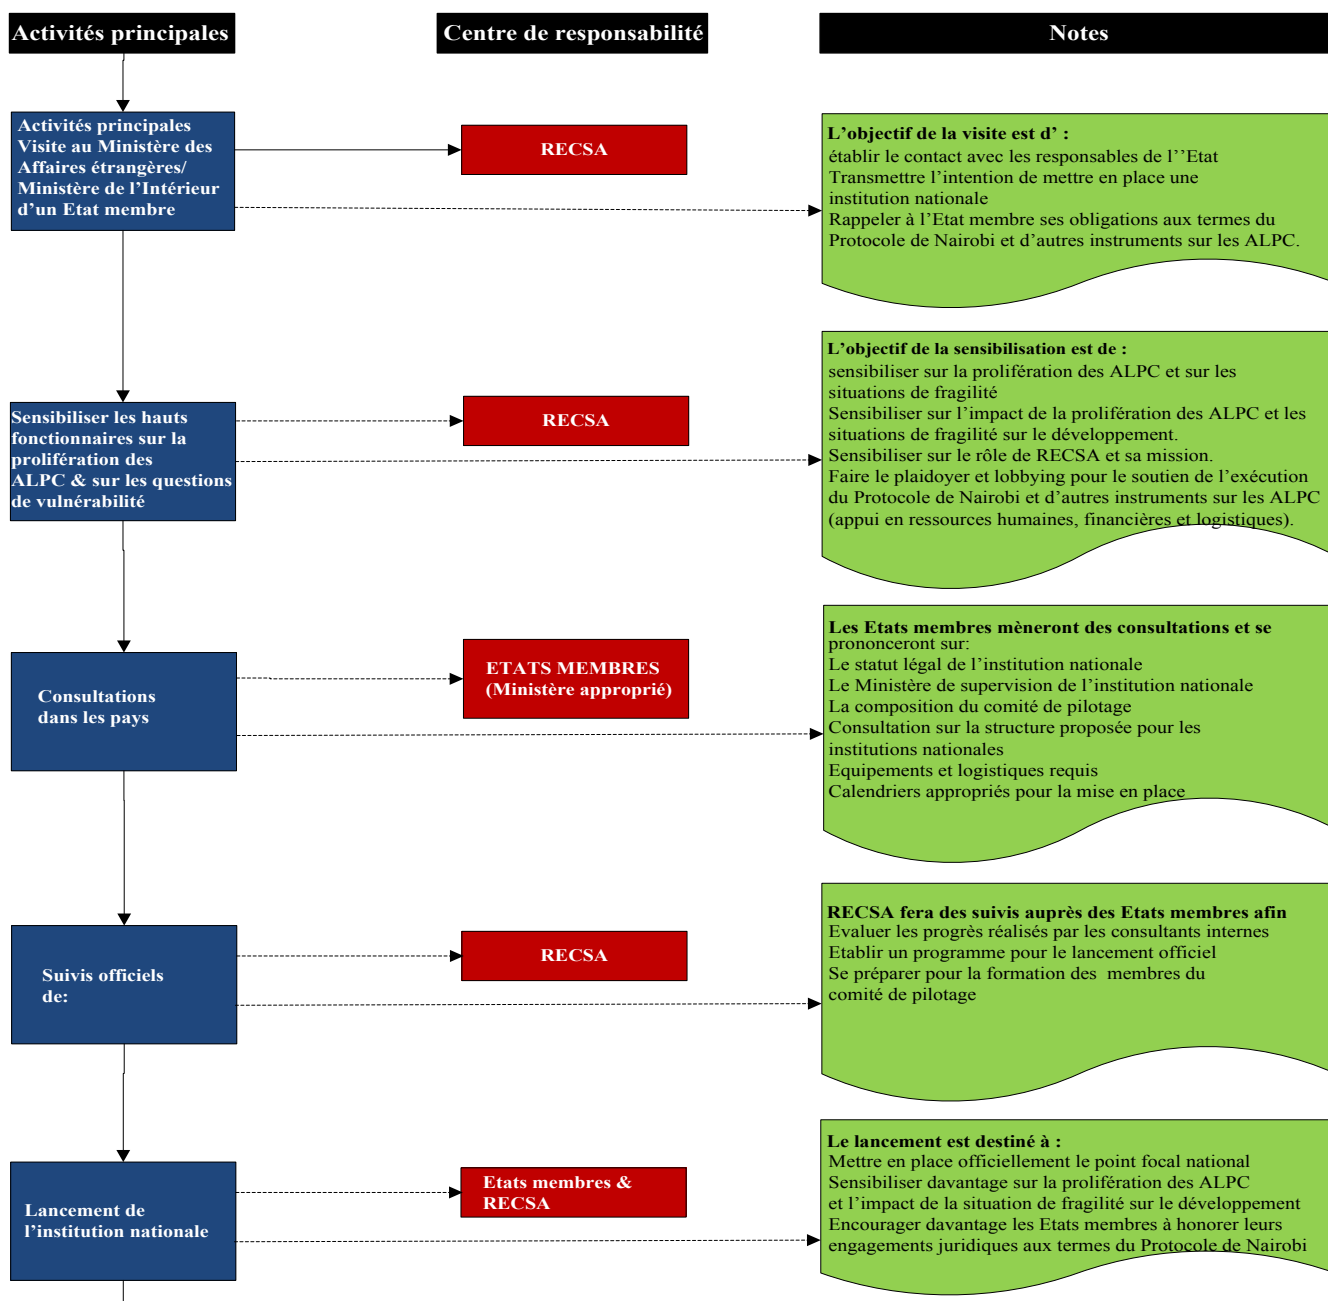 Activités principales
Centre de responsabilité
Notes
Activités principales
Visite au Ministère des
Affaires étrangères/
Ministère de l’Intérieur
d’un Etat membre
RECSA
L’objectif de la visite est d’ :
établir le contact avec les responsables de l’’Etat
Transmettre l’intention de mettre en place une
institution nationale
Rappeler à l’Etat membre ses obligations aux termes du
Protocole de Nairobi et d’autres instruments sur les ALPC.
Sensibiliser les hauts
fonctionnaires sur la
prolifération des
ALPC & sur les questions
de vulnérabilité
RECSA
L’objectif de la sensibilisation est de :
sensibiliser sur la prolifération des ALPC et sur les
situations de fragilité
Sensibiliser sur l’impact de la prolifération des ALPC et les
situations de fragilité sur le développement.
Sensibiliser sur le rôle de RECSA et sa mission.
Faire le plaidoyer et lobbying pour le soutien de l’exécution
du Protocole de Nairobi et d’autres instruments sur les ALPC
(appui en ressources humaines, financières et logistiques).
Consultations
dans les pays
ETATS MEMBRES
(Ministère approprié)
Les Etats membres mèneront des consultations et se
prononceront sur:
Le statut légal de l’institution nationale
Le Ministère de supervision de l’institution nationale
La composition du comité de pilotage
Consultation sur la structure proposée pour les
institutions nationales
Equipements et logistiques requis
Calendriers appropriés pour la mise en place
Suivis officiels
de:
RECSA
RECSA fera des suivis auprès des Etats membres afin
Evaluer les progrès réalisés par les consultants internes
Etablir un programme pour le lancement officiel
Se préparer pour la formation des membres du
comité de pilotage
Lancement de
l’institution nationale
Etats membres &
RECSA
Le lancement est destiné à :
Mettre en place officiellement le point focal national
Sensibiliser davantage sur la prolifération des ALPC
et l’impact de la situation de fragilité sur le développement
Encourager davantage les Etats membres à honorer leurs
engagements juridiques aux termes du Protocole de Nairobi